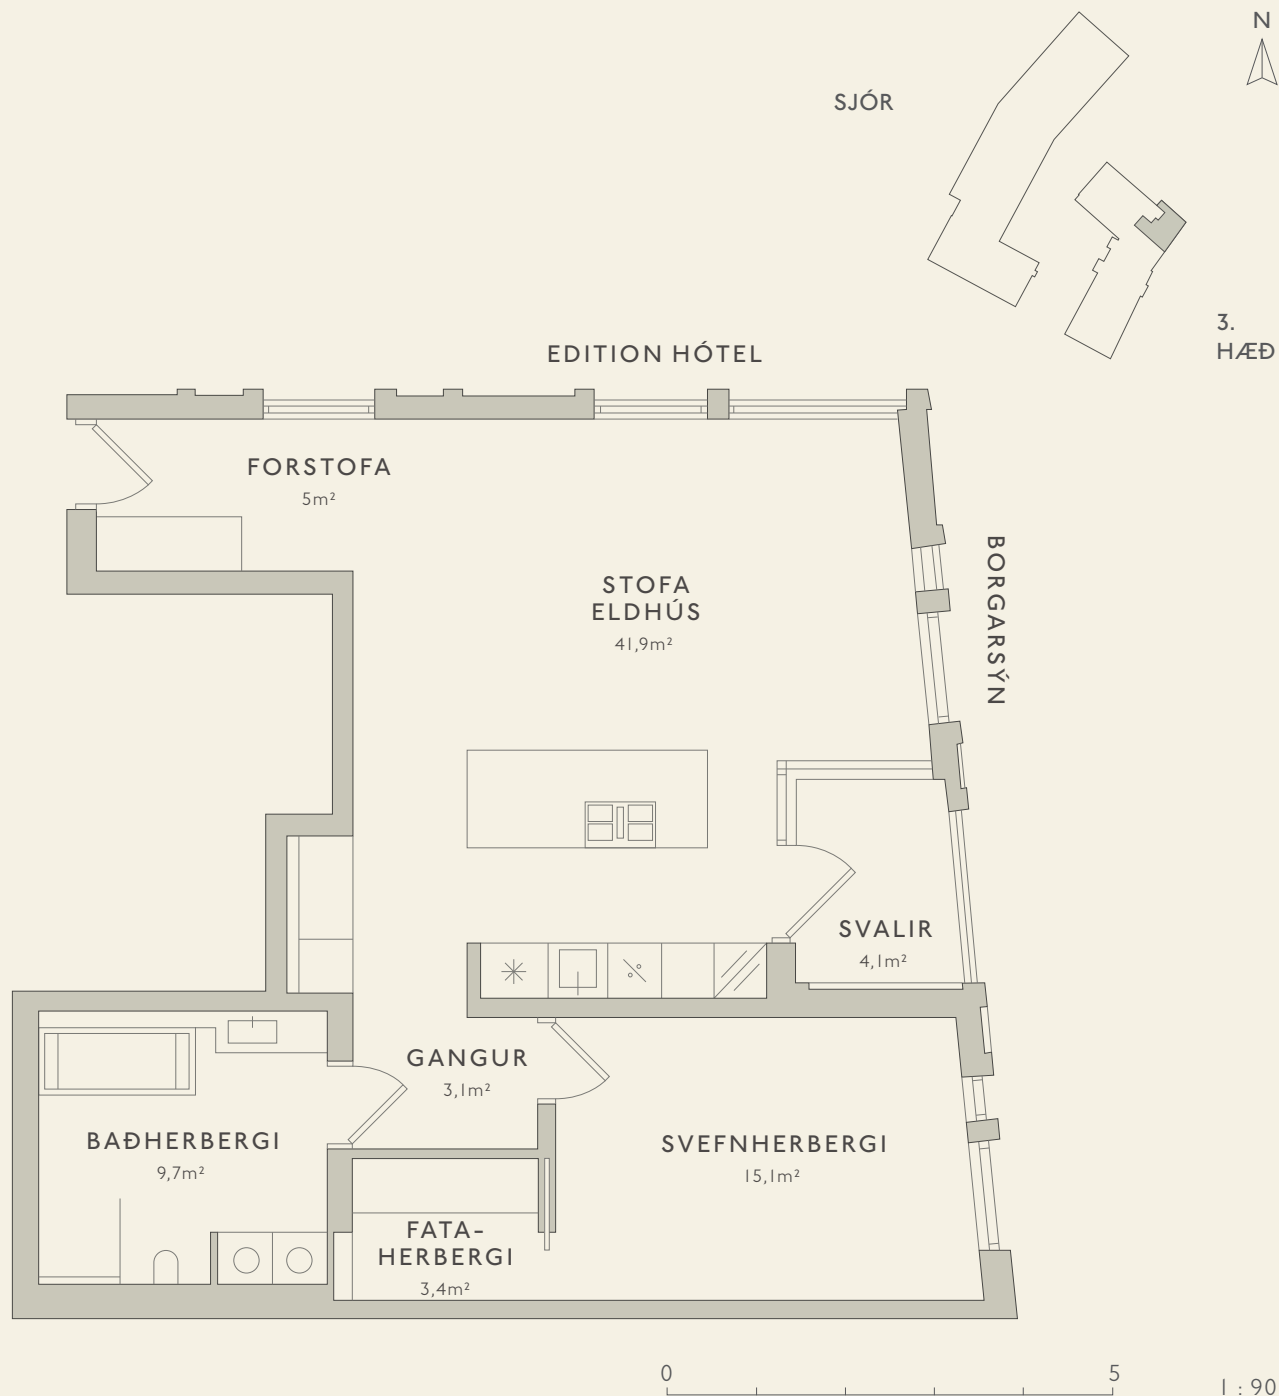 N
SJÓR
3.
HÆÐ
EDITION HÓTEL
FORSTOFA
5m²
STOFA
ELDHÚS
41,9m²
BORGARSÝN
SVALIR
4,1m²
GANGUR
3,1m²
BAÐHERBERGI
9,7m²
SVEFNHERBERGI
15,1m²
FATA-
HERBERGI
3,4m²
0 5
1 : 90